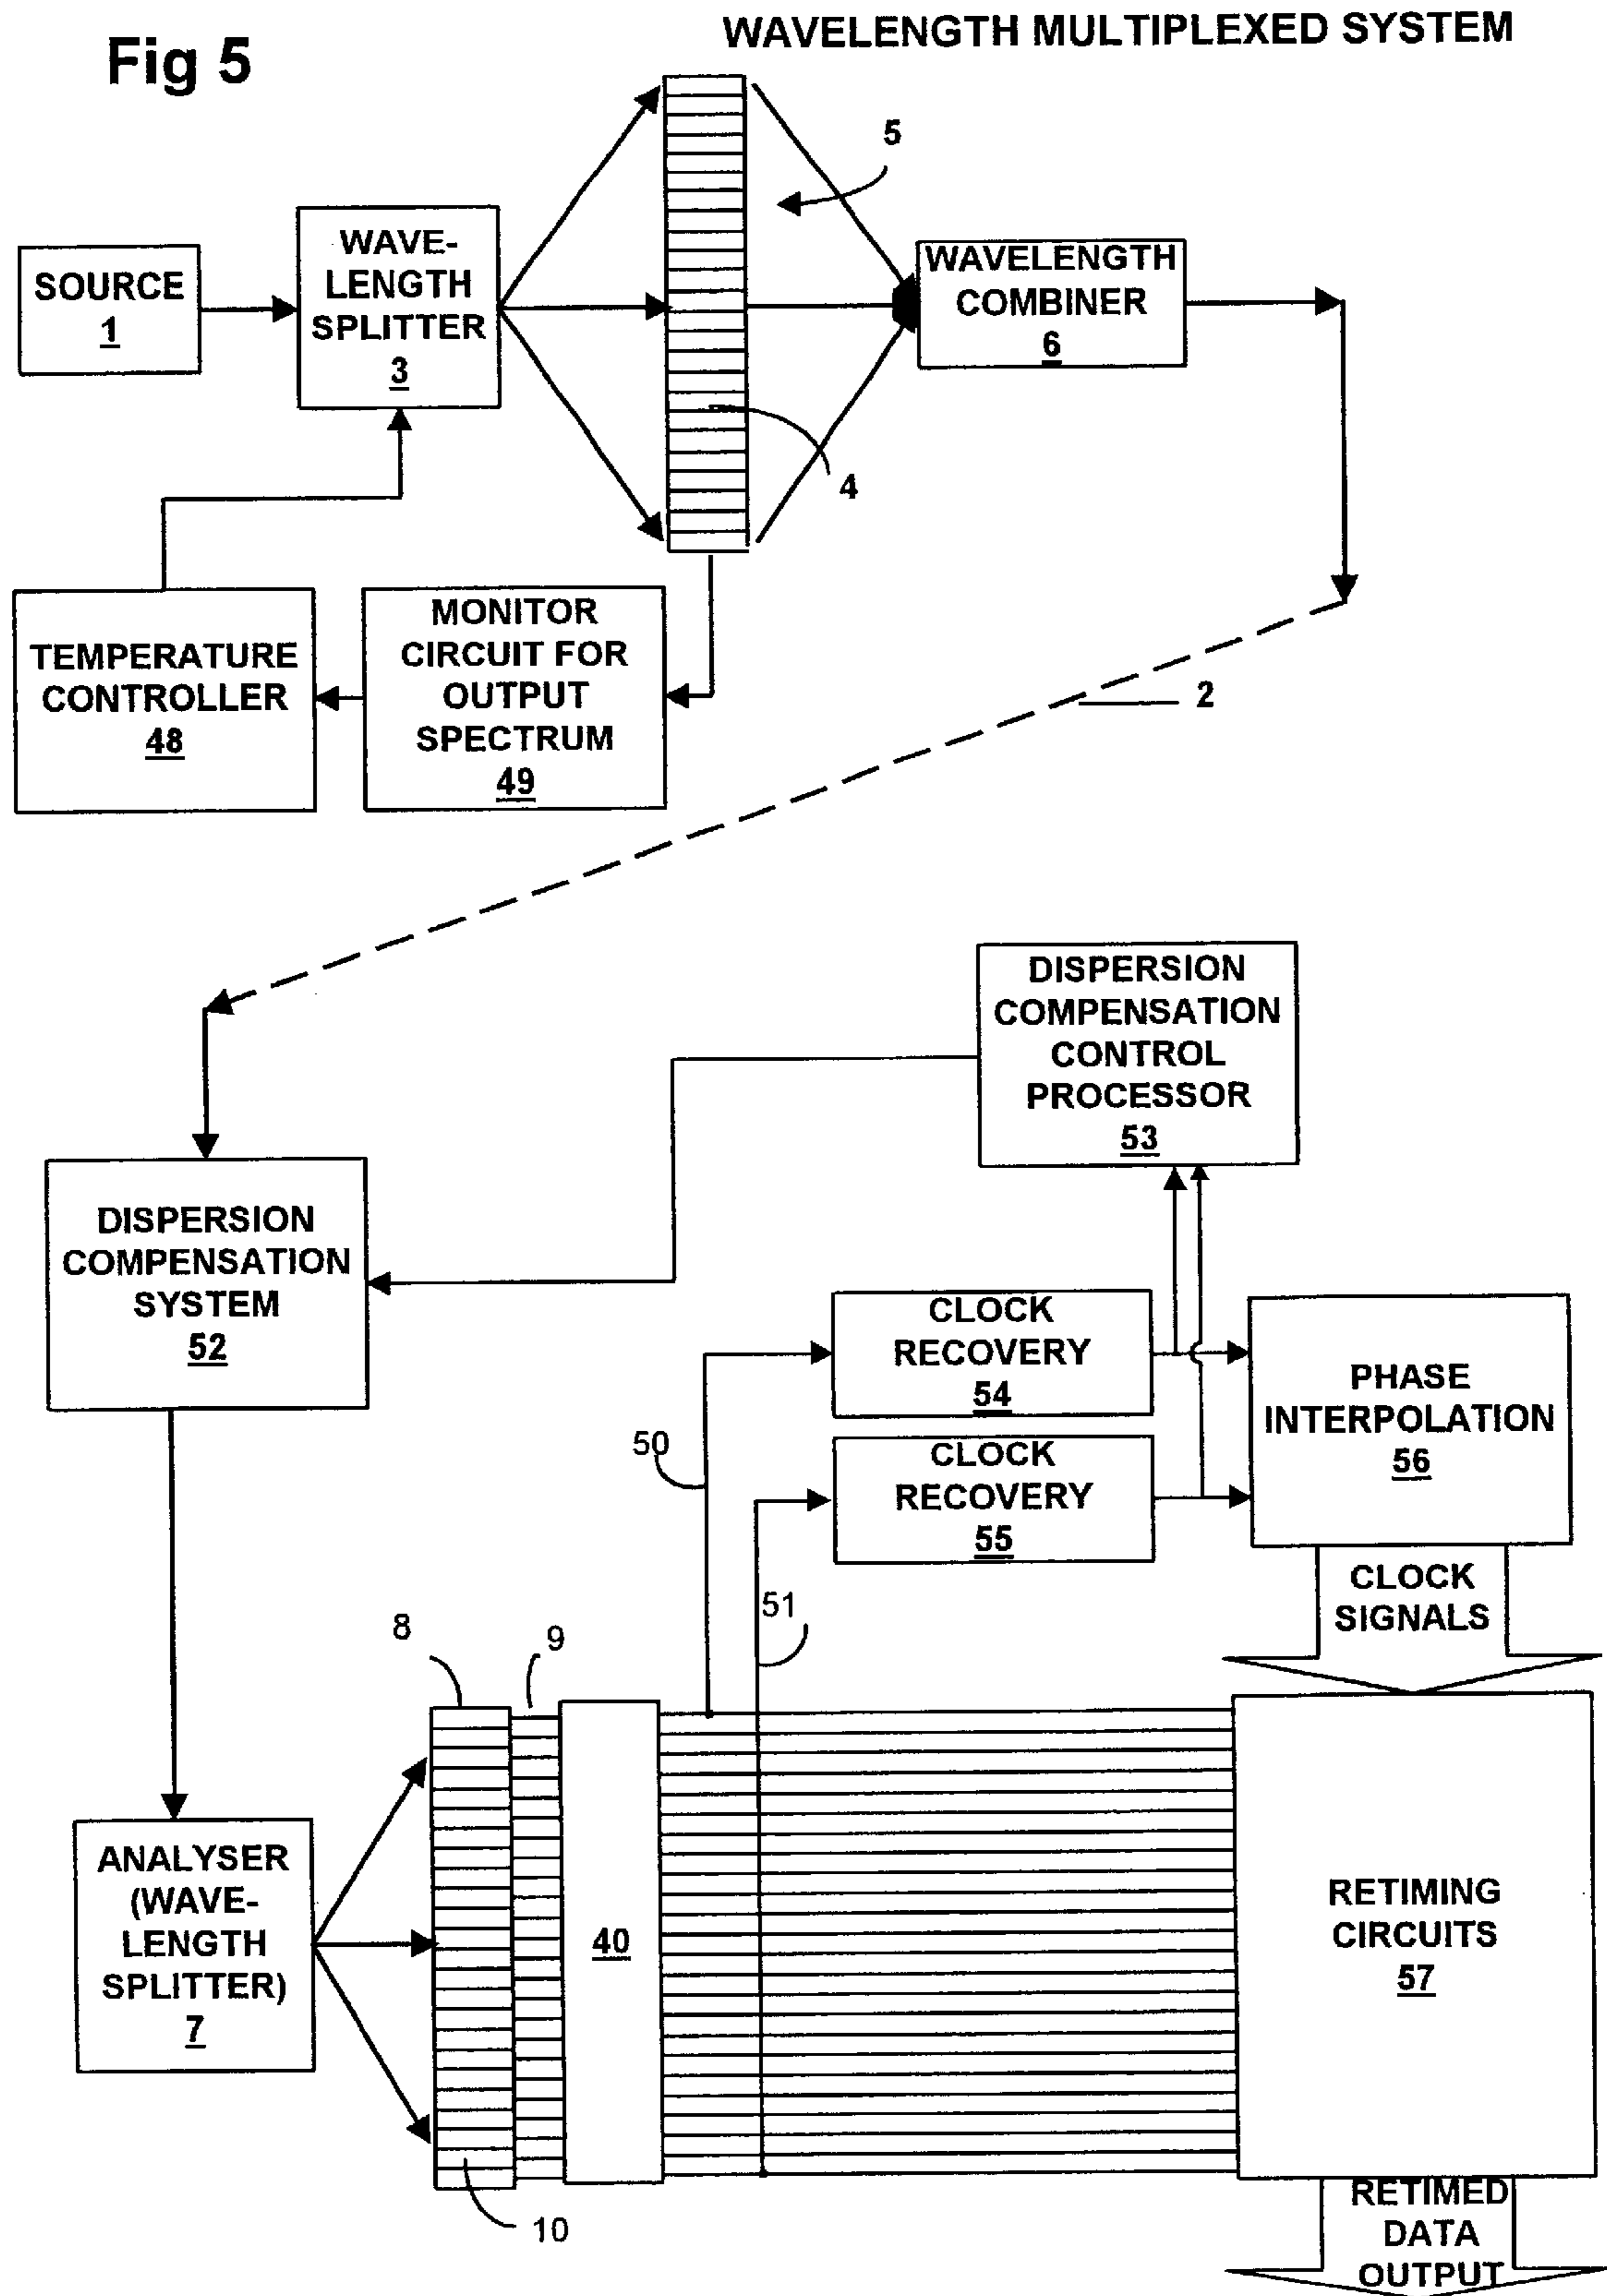 Fig 5
WAVELENGTH MULTIPLEXED SYSTEM
5
SOURCE
1
WAVE-
LENGTH
SPLITTER
3
WAVELENGTH
COMBINER
6
4
TEMPERATURE
CONTROLLER
48
MONITOR
CIRCUIT FOR
OUTPUT
SPECTRUM
49
2
DISPERSION
COMPENSATION
CONTROL
PROCESSOR
53
DISPERSION
COMPENSATION
SYSTEM
52
CLOCK
RECOVERY
54
PHASE
INTERPOLATION
56
50
CLOCK
RECOVERY
55
51
CLOCK
SIGNALS
8
9
ANALYSER
(WAVE-
LENGTH
SPLITTER)
7
40
RETIMING
CIRCUITS
57
10
RETIMED
DATA
OUTPUT